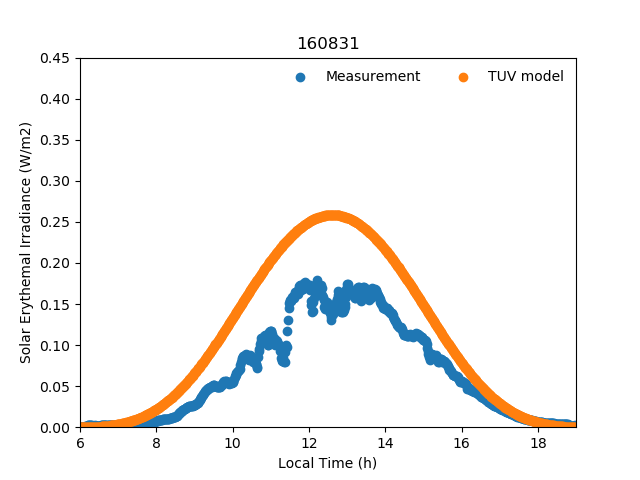 160831
Measurement
TUV model
Solar Erythemal Irradiance (W/m2)
0.45
0.40
0.35
0.30
0.25
0.20
0.15
0.10
0.05
0.00
6 8 10 12 14 16 18
Local Time (h)